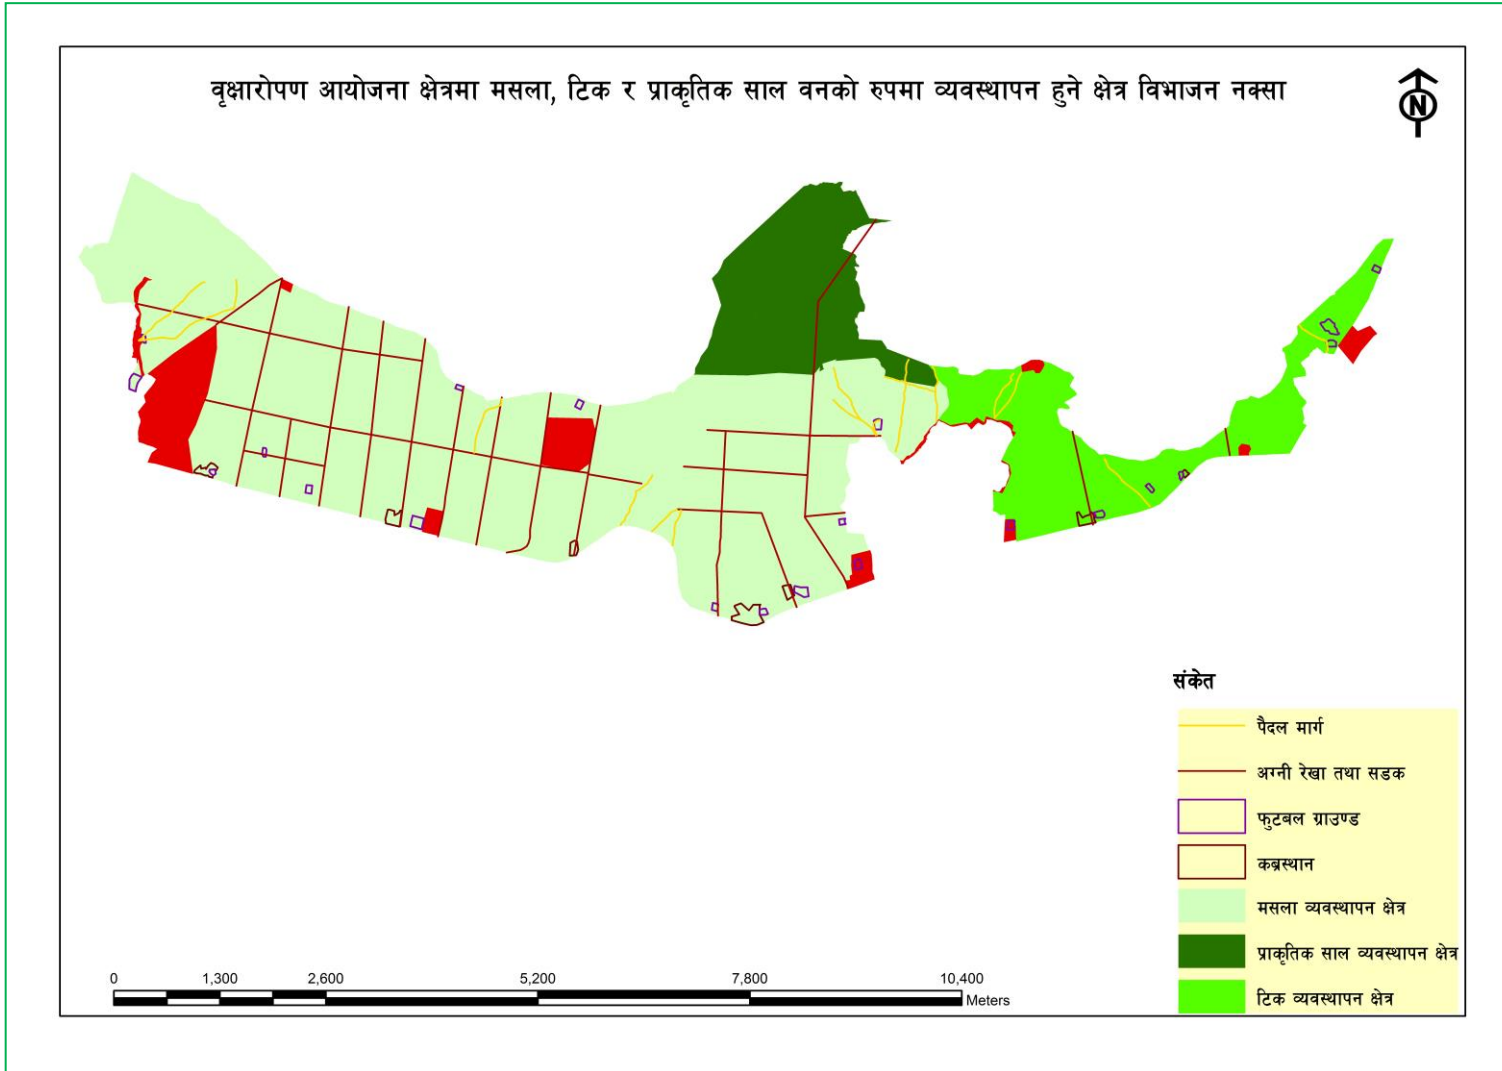 वृक्षारोपण आयोजना क्षेत्रमा मसला, टिक र प्राकृतिक साल वनको रुपमा व्यवस्थापन हुने क्षेत्र विभाजन नक्सा
N
संकेत
पैदल मार्ग
अग्नी रेखा तथा सडक
फुटबल ग्राउण्ड
कब्रस्थान
मसला व्यवस्थापन क्षेत्र
प्राकृतिक साल व्यवस्थापन क्षेत्र
टिक व्यवस्थापन क्षेत्र
0 1,300 2,600 5,200 7,800 10,400
Meters